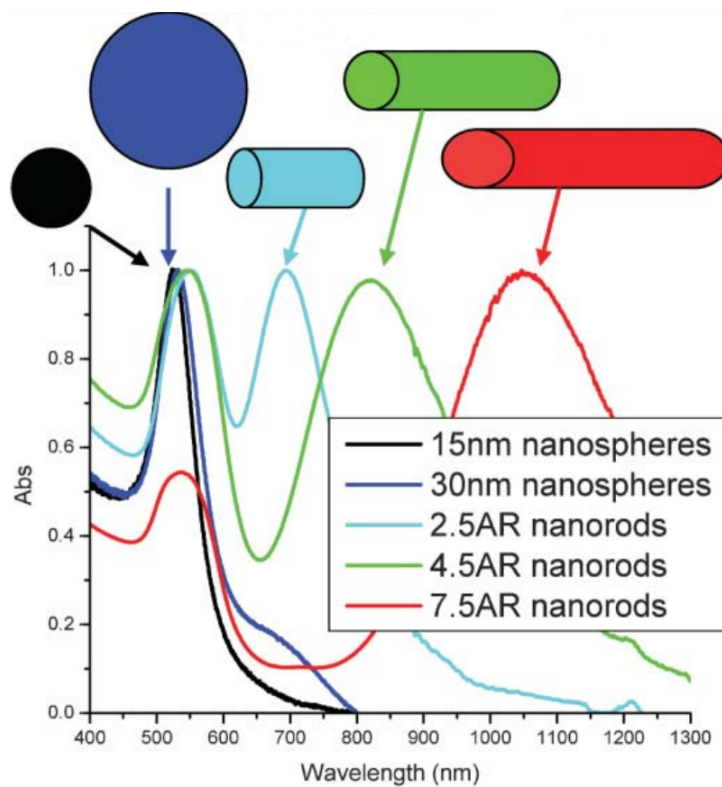 1.0
0.8
0.6
0.4
0.2
0.0
Abs
15nm nanospheres
30nm nanospheres
2.5AR nanorods
4.5AR nanorods
7.5AR nanorods
400 500 600 700 800 900 1000 1100 1200 1300
Wavelength (nm)